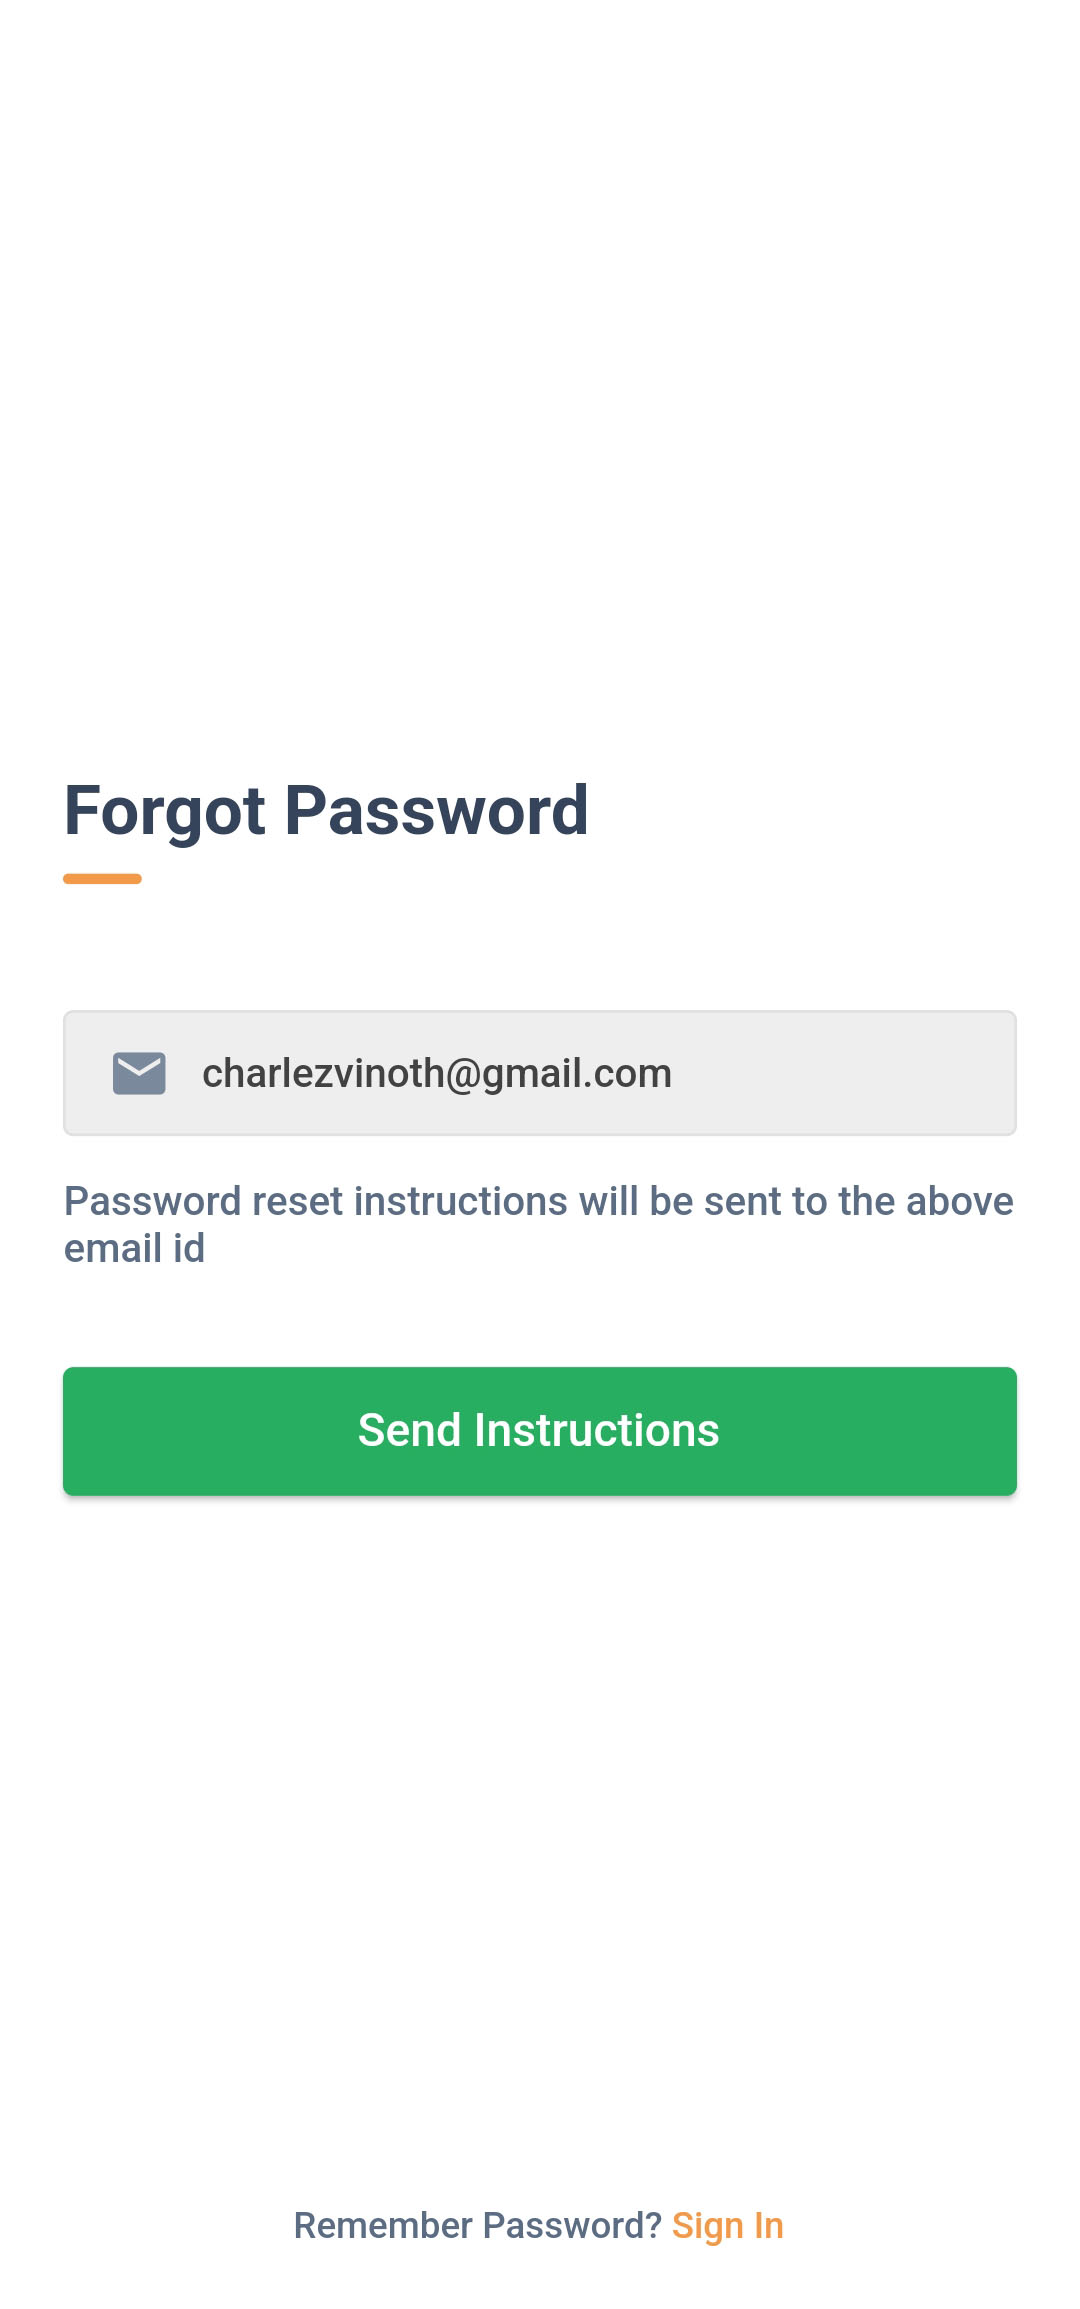 Forgot Password
charlezvinoth@gmail.com
Password reset instructions will be sent to the above
email id
Send Instructions
Remember Password? Sign In